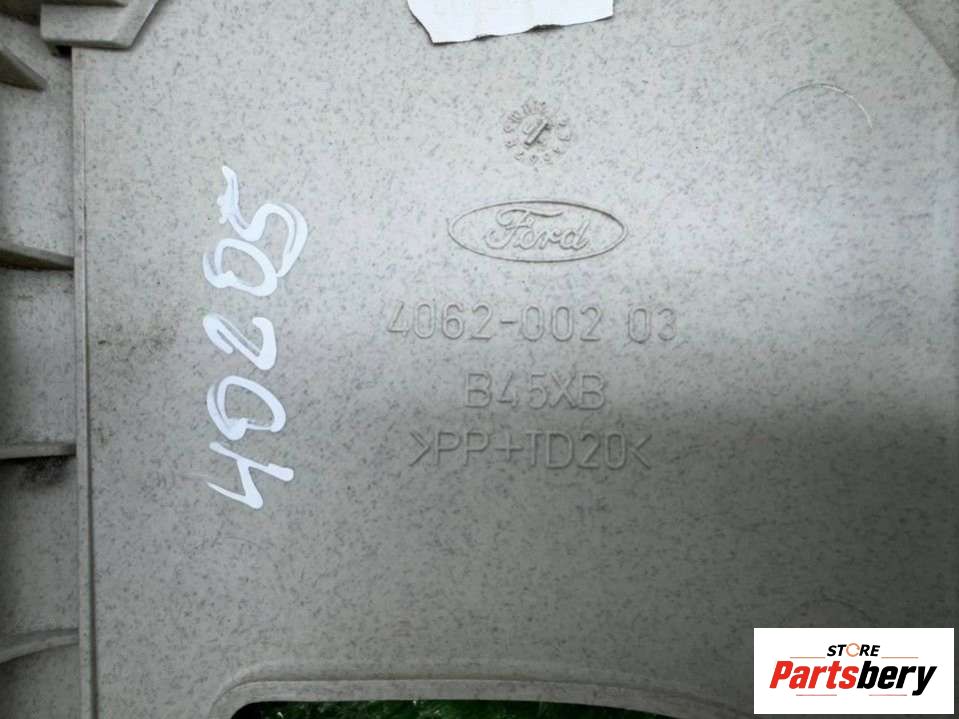 Ford
4062-002 03
B45XB
>PP+TD20<
40205
STORE
Partsbery